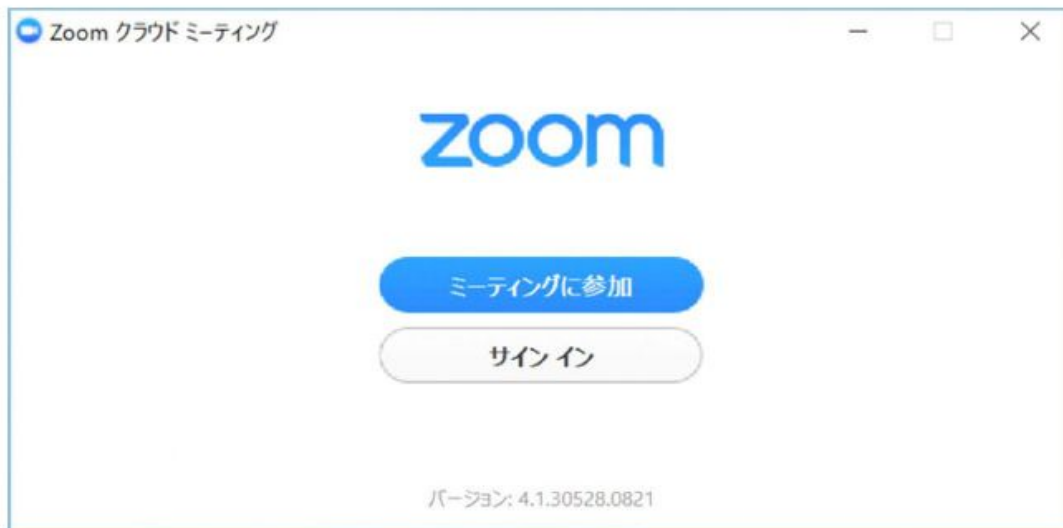 Zoom クラウド ミーティング
zoom
ミーティングに参加
サイン イン
バージョン: 4.1.30528.0821